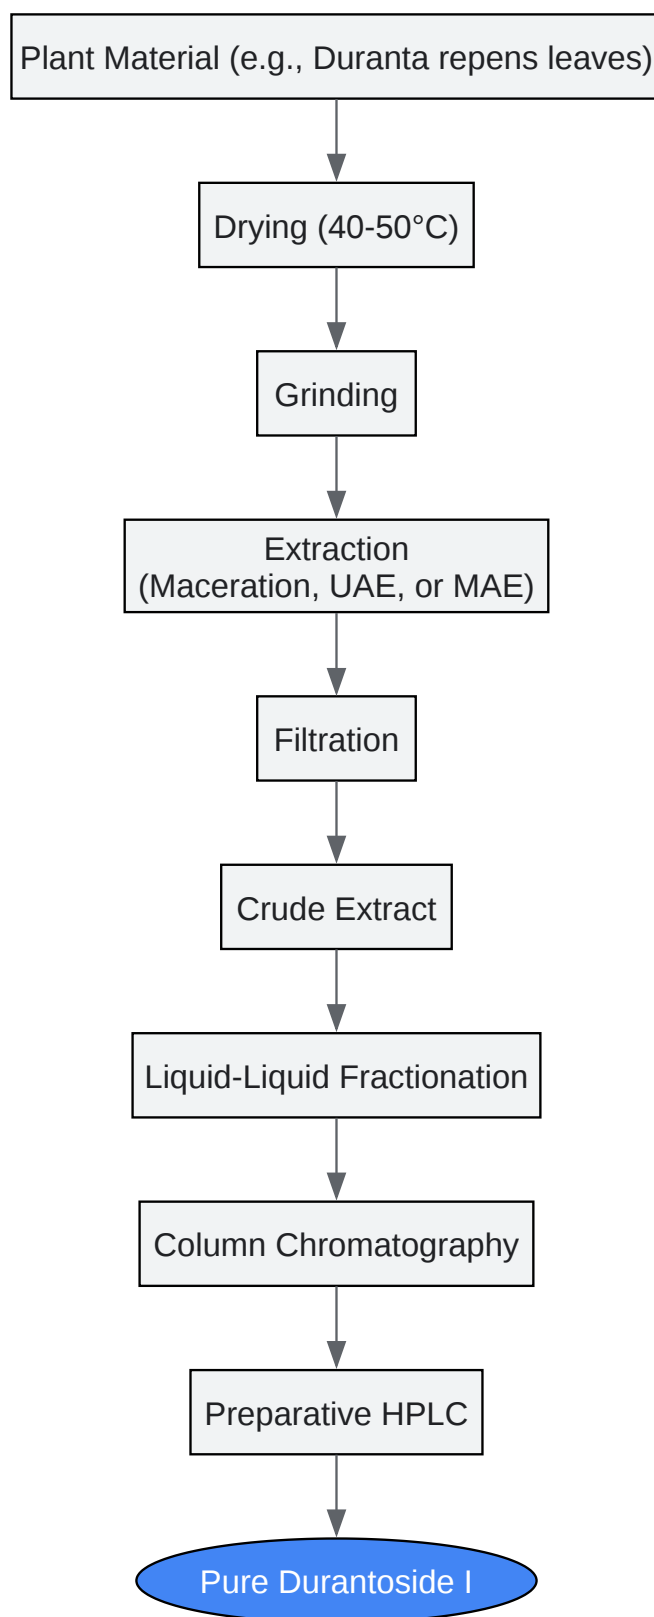 Plant Material (e.g., Duranta repens leaves)
Drying (40-50°C)
Grinding
Extraction
(Maceration, UAE, or MAE)
Filtration
Crude Extract
Liquid-Liquid Fractionation
Column Chromatography
Preparative HPLC
Pure Durantoside I